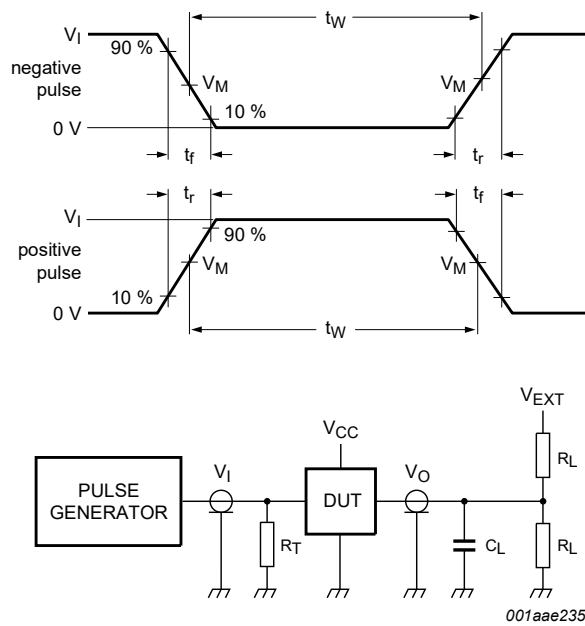 V_I
t_W
90 %
negative
pulse
V_M
V_M
10 %
0 V
t_f
t_r
t_r
t_f
V_I
90 %
positive
pulse
V_M
V_M
10 %
0 V
t_W
V_EXT
V_CC
R_L
V_I
V_O
PULSE
GENERATOR
DUT
R_T
C_L
R_L
001aae235